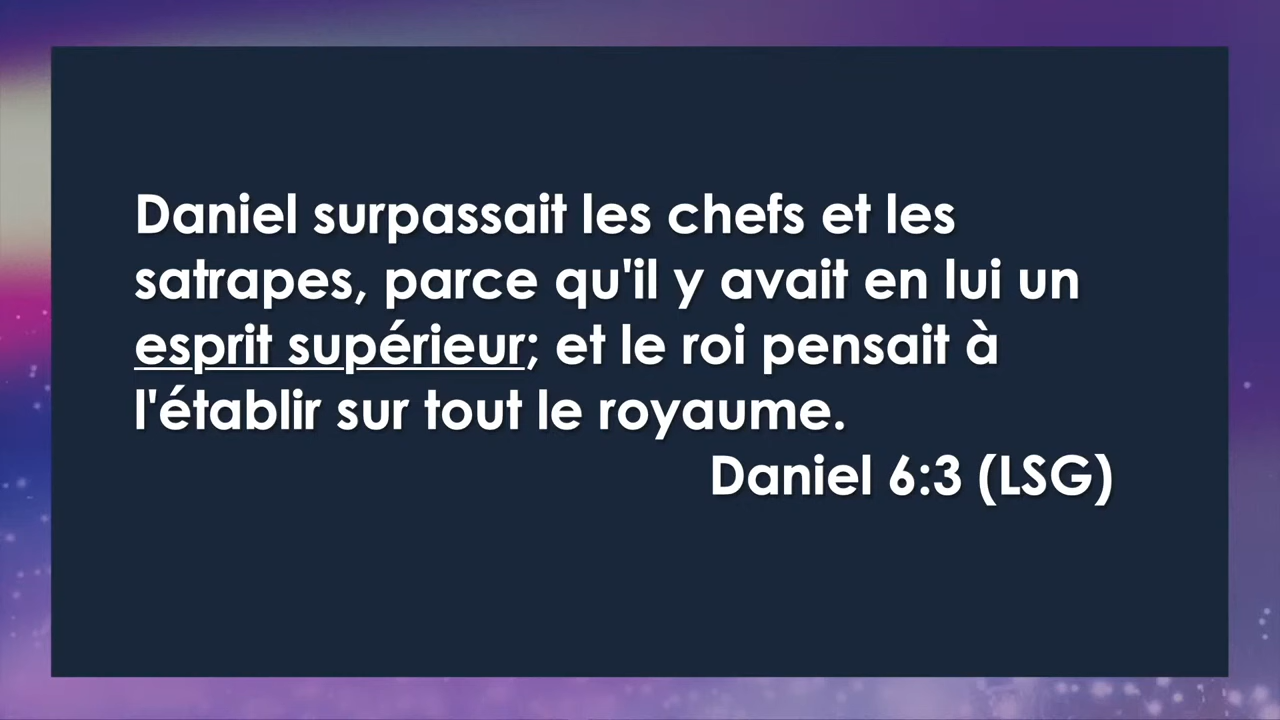 Daniel surpassait les chefs et les
satrapes, parce qu'il y avait en lui un
esprit supérieur; et le roi pensait à
l'établir sur tout le royaume.
Daniel 6:3 (LSG)